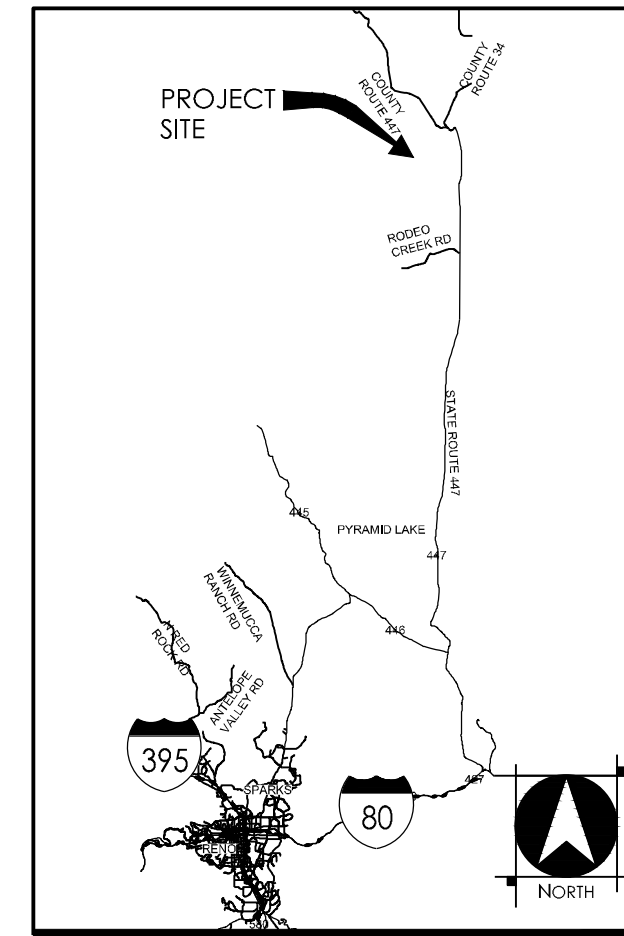 COUNTY
ROUTE 34
COUNTY
ROUTE 447
PROJECT
SITE
RODEO
CREEK RD
STATE ROUTE 447
445
PYRAMID LAKE
447
WINNEMUCCA
RANCH RD
446
RED
ROCK RD
ANTELOPE
VALLEY RD
395
SPARKS
80
RENO
580
NORTH